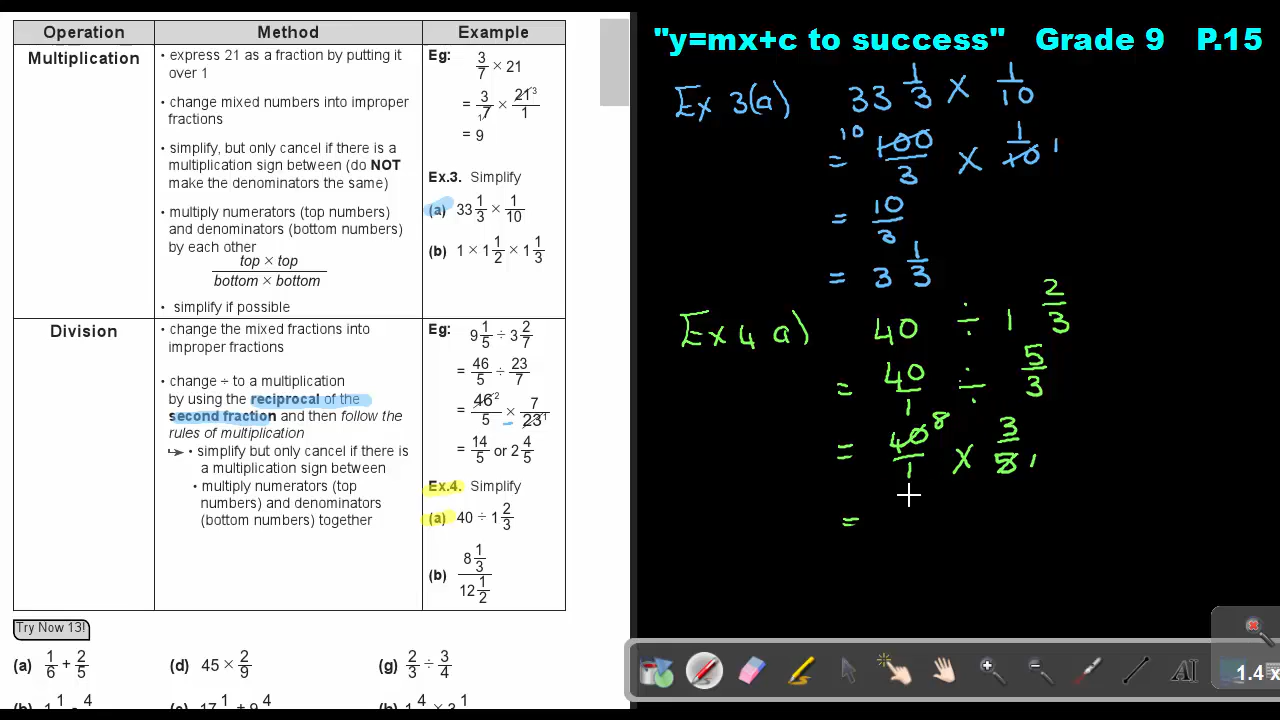 Operation Method Example
Multiplication
• express 21 as a fraction by putting it
over 1
• change mixed numbers into improper
fractions
• simplify, but only cancel if there is a
multiplication sign between (do NOT
make the denominators the same)
• multiply numerators (top numbers)
and denominators (bottom numbers)
by each other
top × top
bottom × bottom
• simplify if possible
Eg: 3/7 × 21
= 3/17 × 21 3/1
= 9
Ex.3. Simplify
(a) 33 1/3 × 1/10
(b) 1 × 1 1/2 × 1 1/3
Division
• change the mixed fractions into
improper fractions
• change ÷ to a multiplication
by using the reciprocal of the
second fraction and then follow the
rules of multiplication
↪ • simplify but only cancel if there is
a multiplication sign between
• multiply numerators (top
numbers) and denominators
(bottom numbers) together
Eg: 9 1/5 ÷ 3 2/7
= 46/5 ÷ 23/7
= 46 2/5 × 7/23 1
= 14/5 or 2 4/5
Ex.4. Simplify
(a) 40 ÷ 1 2/3
(b) 8 1/3 / 12 1/2
Try Now 13!
(a) 1/6 + 2/5 (d) 45 × 2/9 (g) 2/3 ÷ 3/4
"y=mx+c to success" Grade 9 P.15
Ex 3(a) 33 1/3 × 1/10
= 10 100/3 × 1/10 1
= 10/3
= 3 1/3
Ex 4 a) 40 ÷ 1 2/3
= 40/1 ÷ 5/3
= 40 8/1 × 3/5 1
=
AI
1.4 x